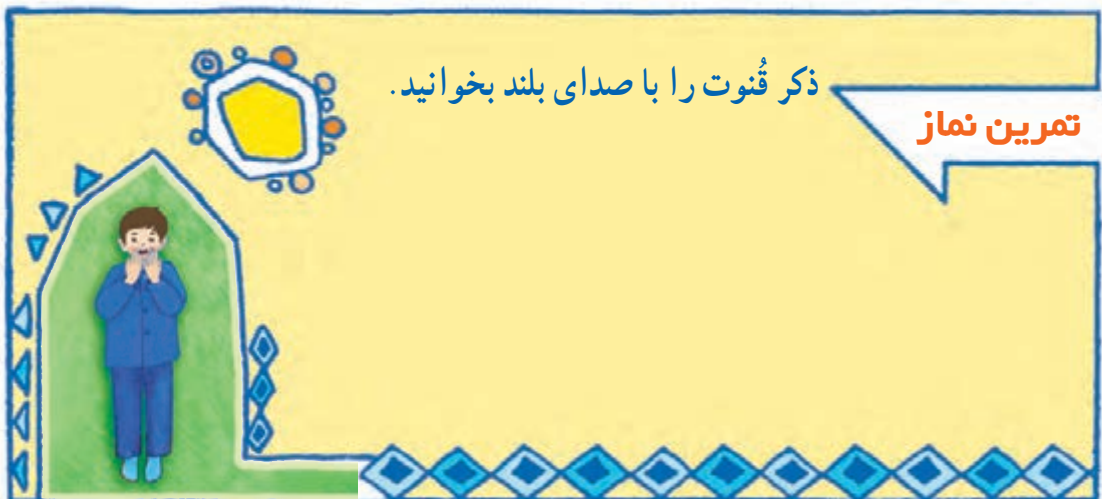 تمرین نماز
ذکر قُنوت را با صدای بلند بخوانید.